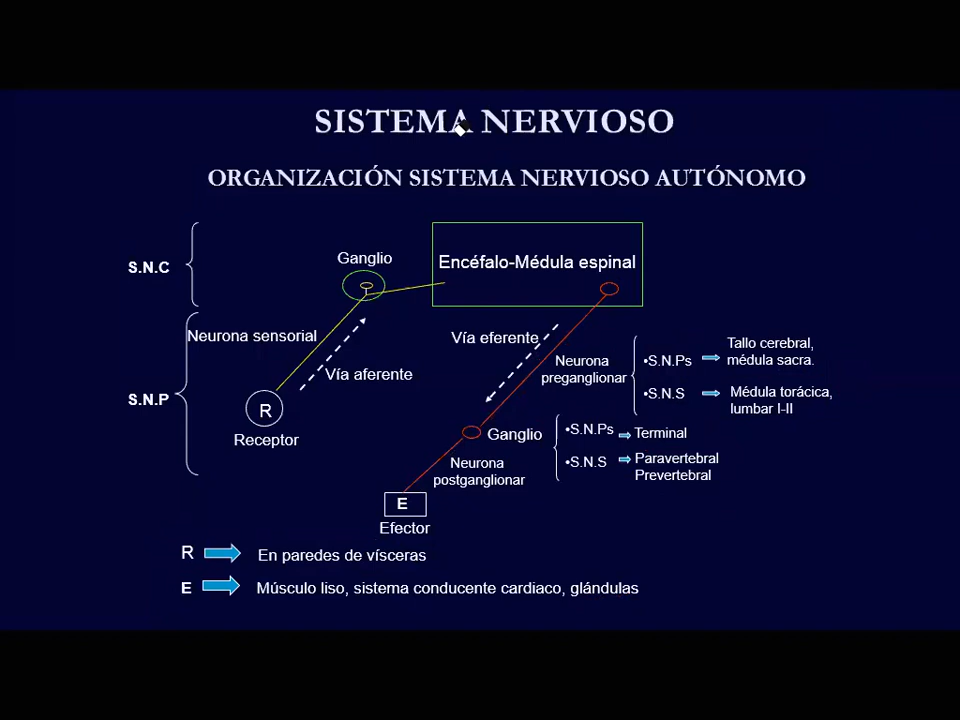 SISTEMA NERVIOSO
ORGANIZACIÓN SISTEMA NERVIOSO AUTÓNOMO
S.N.C
Ganglio
Encéfalo-Médula espinal
Neurona sensorial
Vía aferente
S.N.P
R
Receptor
Vía eferente
Neurona
preganglionar
•S.N.Ps
Tallo cerebral,
médula sacra.
•S.N.S
Médula torácica,
lumbar I-II
Ganglio
•S.N.Ps
Terminal
•S.N.S
Paravertebral
Prevertebral
Neurona
postganglionar
E
Efector
R
En paredes de vísceras
E
Músculo liso, sistema conducente cardiaco, glándulas